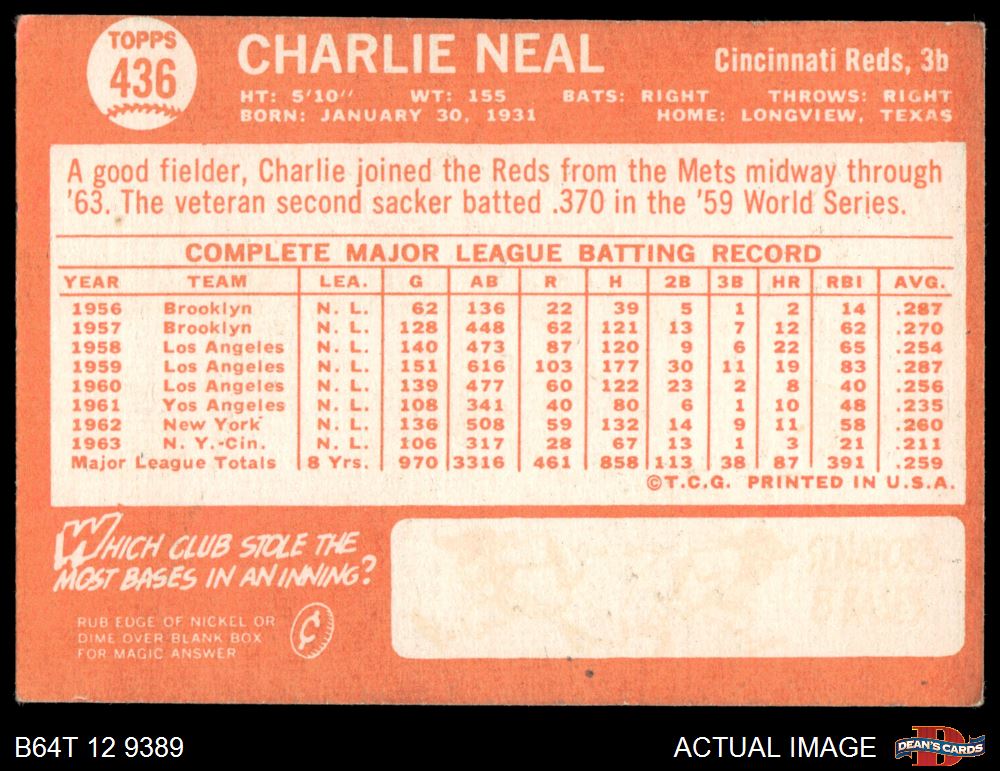 TOPPS
436
CHARLIE NEAL
Cincinnati Reds, 3b
HT: 5'10" WT: 155 BATS: RIGHT THROWS: RIGHT
BORN: JANUARY 30, 1931 HOME: LONGVIEW, TEXAS
A good fielder, Charlie joined the Reds from the Mets midway through
'63. The veteran second sacker batted .370 in the '59 World Series.
COMPLETE MAJOR LEAGUE BATTING RECORD
YEAR TEAM LEA. G AB R H 2B 3B HR RBI AVG.
1956 Brooklyn N. L. 62 136 22 39 5 1 2 14 .287
1957 Brooklyn N. L. 128 448 62 121 13 7 12 62 .270
1958 Los Angeles N. L. 140 473 87 120 9 6 22 65 .254
1959 Los Angeles N. L. 151 616 103 177 30 11 19 83 .287
1960 Los Angeles N. L. 139 477 60 122 23 2 8 40 .256
1961 Yos Angeles N. L. 108 341 40 80 6 1 10 48 .235
1962 New York N. L. 136 508 59 132 14 9 11 58 .260
1963 N. Y.-Cin. N. L. 106 317 28 67 13 1 3 21 .211
Major League Totals 8 Yrs. 970 3316 461 858 113 38 87 391 .259
©T.C.G. PRINTED IN U.S.A.
WHICH CLUB STOLE THE
MOST BASES IN AN INNING?
RUB EDGE OF NICKEL OR
DIME OVER BLANK BOX
FOR MAGIC ANSWER
¢
B64T 12 9389
ACTUAL IMAGE
DEAN'S CARDS